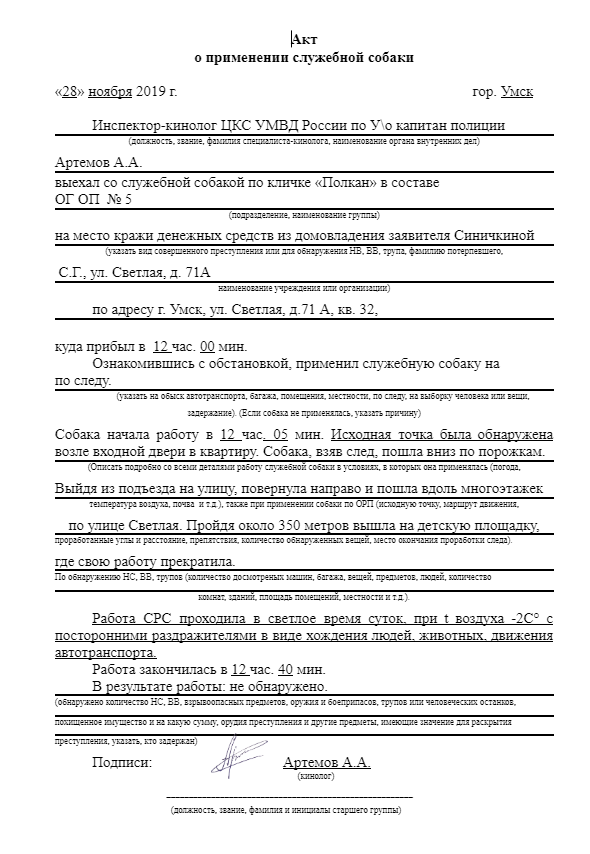 Акт
о применении служебной собаки
«28» ноября 2019 г. гор. Умск
Инспектор-кинолог ЦКС УМВД России по У\о капитан полиции
(должность, звание, фамилия специалиста-кинолога, наименование органа внутренних дел)
Артемов А.А.
выехал со служебной собакой по кличке «Полкан» в составе
ОГ ОП № 5
(подразделение, наименование группы)
на место кражи денежных средств из домовладения заявителя Синичкиной
(указать вид совершенного преступления или для обнаружения НВ, ВВ, трупа, фамилию потерпевшего,
С.Г., ул. Светлая, д. 71А
наименование учреждения или организации)
по адресу г. Умск, ул. Светлая, д.71 А, кв. 32,
куда прибыл в 12 час. 00 мин.
Ознакомившись с обстановкой, применил служебную собаку на
по следу.
(указать на обыск автотранспорта, багажа, помещения, местности, по следу, на выборку человека или вещи,
задержание). (Если собака не применялась, указать причину)
Собака начала работу в 12 час. 05 мин. Исходная точка была обнаружена
возле входной двери в квартиру. Собака, взяв след, пошла вниз по порожкам.
(Описать подробно со всеми деталями работу служебной собаки в условиях, в которых она применялась (погода,
Выйдя из подъезда на улицу, повернула направо и пошла вдоль многоэтажек
температура воздуха, почва и т.д.), также при применении собаки по ОРП (исходную точку, маршрут движения,
по улице Светлая. Пройдя около 350 метров вышла на детскую площадку,
проработанные углы и расстояние, препятствия, количество обнаруженных вещей, место окончания проработки следа).
где свою работу прекратила.
По обнаружению НС, ВВ, трупов (количество досмотреных машин, багажа, вещей, предметов, людей, количество
комнат, зданий, площадь помещений, местности и т.д.).
Работа СРС проходила в светлое время суток, при t воздуха -2С° с
посторонними раздражителями в виде хождения людей, животных, движения
автотранспорта.
Работа закончилась в 12 час. 40 мин.
В результате работы: не обнаружено.
(обнаружено количество НС, ВВ, взрывоопасных предметов, оружия и боеприпасов, трупов или человеческих останков,
похищенное имущество и на какую сумму, орудия преступления и другие предметы, имеющие значение для раскрытия
преступления, указать, кто задержан)
Подписи: Артемов А.А.
(кинолог)
(должность, звание, фамилия и инициалы старшего группы)